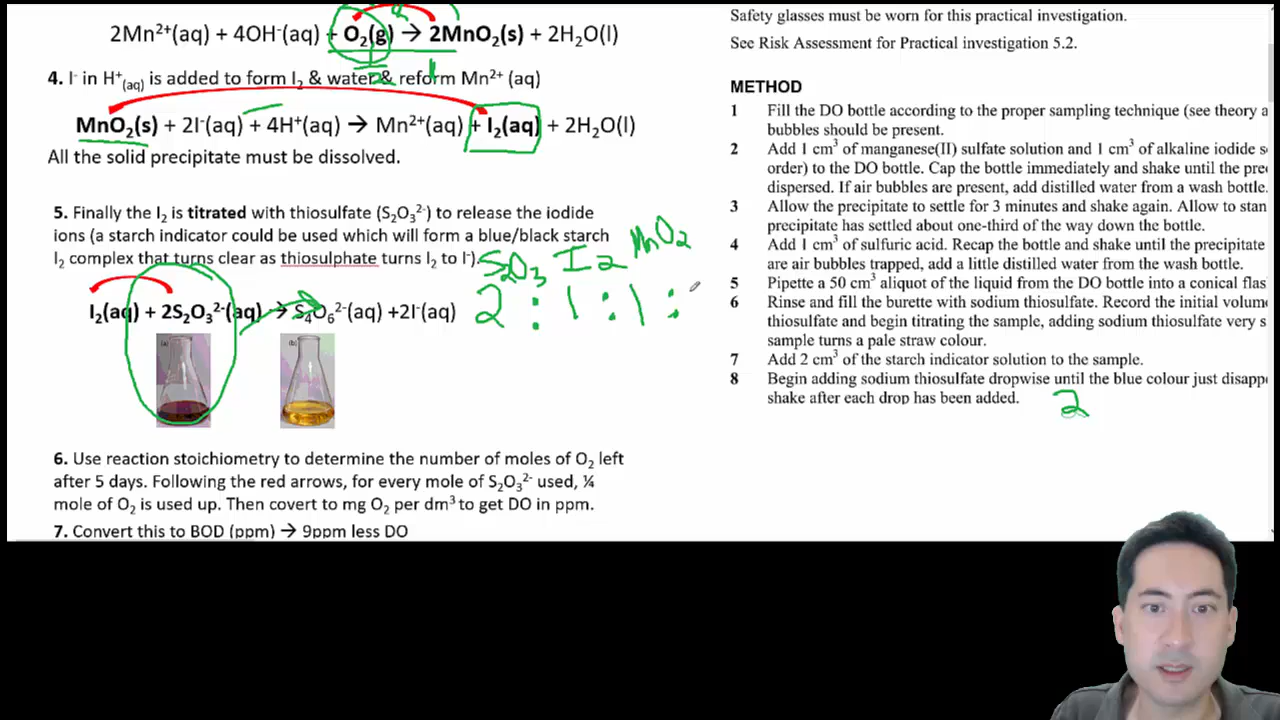 2Mn²⁺(aq) + 4OH⁻(aq) + O₂(g) → 2MnO₂(s) + 2H₂O(l)
4. I⁻ in H⁺(aq) is added to form I₂ & water & reform Mn²⁺ (aq)
MnO₂(s) + 2I⁻(aq) + 4H⁺(aq) → Mn²⁺(aq) + I₂(aq) + 2H₂O(l)
All the solid precipitate must be dissolved.
5. Finally the I₂ is titrated with thiosulfate (S₂O₃²⁻) to release the iodide
ions (a starch indicator could be used which will form a blue/black starch
I₂ complex that turns clear as thiosulphate turns I₂ to I⁻).
S₂O₃ I₂ MnO₂
2 : 1 : 1 :
I₂(aq) + 2S₂O₃²⁻(aq) → S₄O₆²⁻(aq) +2I⁻(aq)
(a)
(b)
6. Use reaction stoichiometry to determine the number of moles of O₂ left
after 5 days. Following the red arrows, for every mole of S₂O₃²⁻ used, ¼
mole of O₂ is used up. Then covert to mg O₂ per dm³ to get DO in ppm.
7. Convert this to BOD (ppm) → 9ppm less DO
Safety glasses must be worn for this practical investigation.
See Risk Assessment for Practical investigation 5.2.
METHOD
1 Fill the DO bottle according to the proper sampling technique (see theory a
bubbles should be present.
2 Add 1 cm³ of manganese(II) sulfate solution and 1 cm³ of alkaline iodide s
order) to the DO bottle. Cap the bottle immediately and shake until the pre
dispersed. If air bubbles are present, add distilled water from a wash bottle.
3 Allow the precipitate to settle for 3 minutes and shake again. Allow to stan
precipitate has settled about one-third of the way down the bottle.
4 Add 1 cm³ of sulfuric acid. Recap the bottle and shake until the precipitate
are air bubbles trapped, add a little distilled water from the wash bottle.
5 Pipette a 50 cm³ aliquot of the liquid from the DO bottle into a conical flas
6 Rinse and fill the burette with sodium thiosulfate. Record the initial volume
thiosulfate and begin titrating the sample, adding sodium thiosulfate very s
sample turns a pale straw colour.
7 Add 2 cm³ of the starch indicator solution to the sample.
8 Begin adding sodium thiosulfate dropwise until the blue colour just disapp
shake after each drop has been added.
2